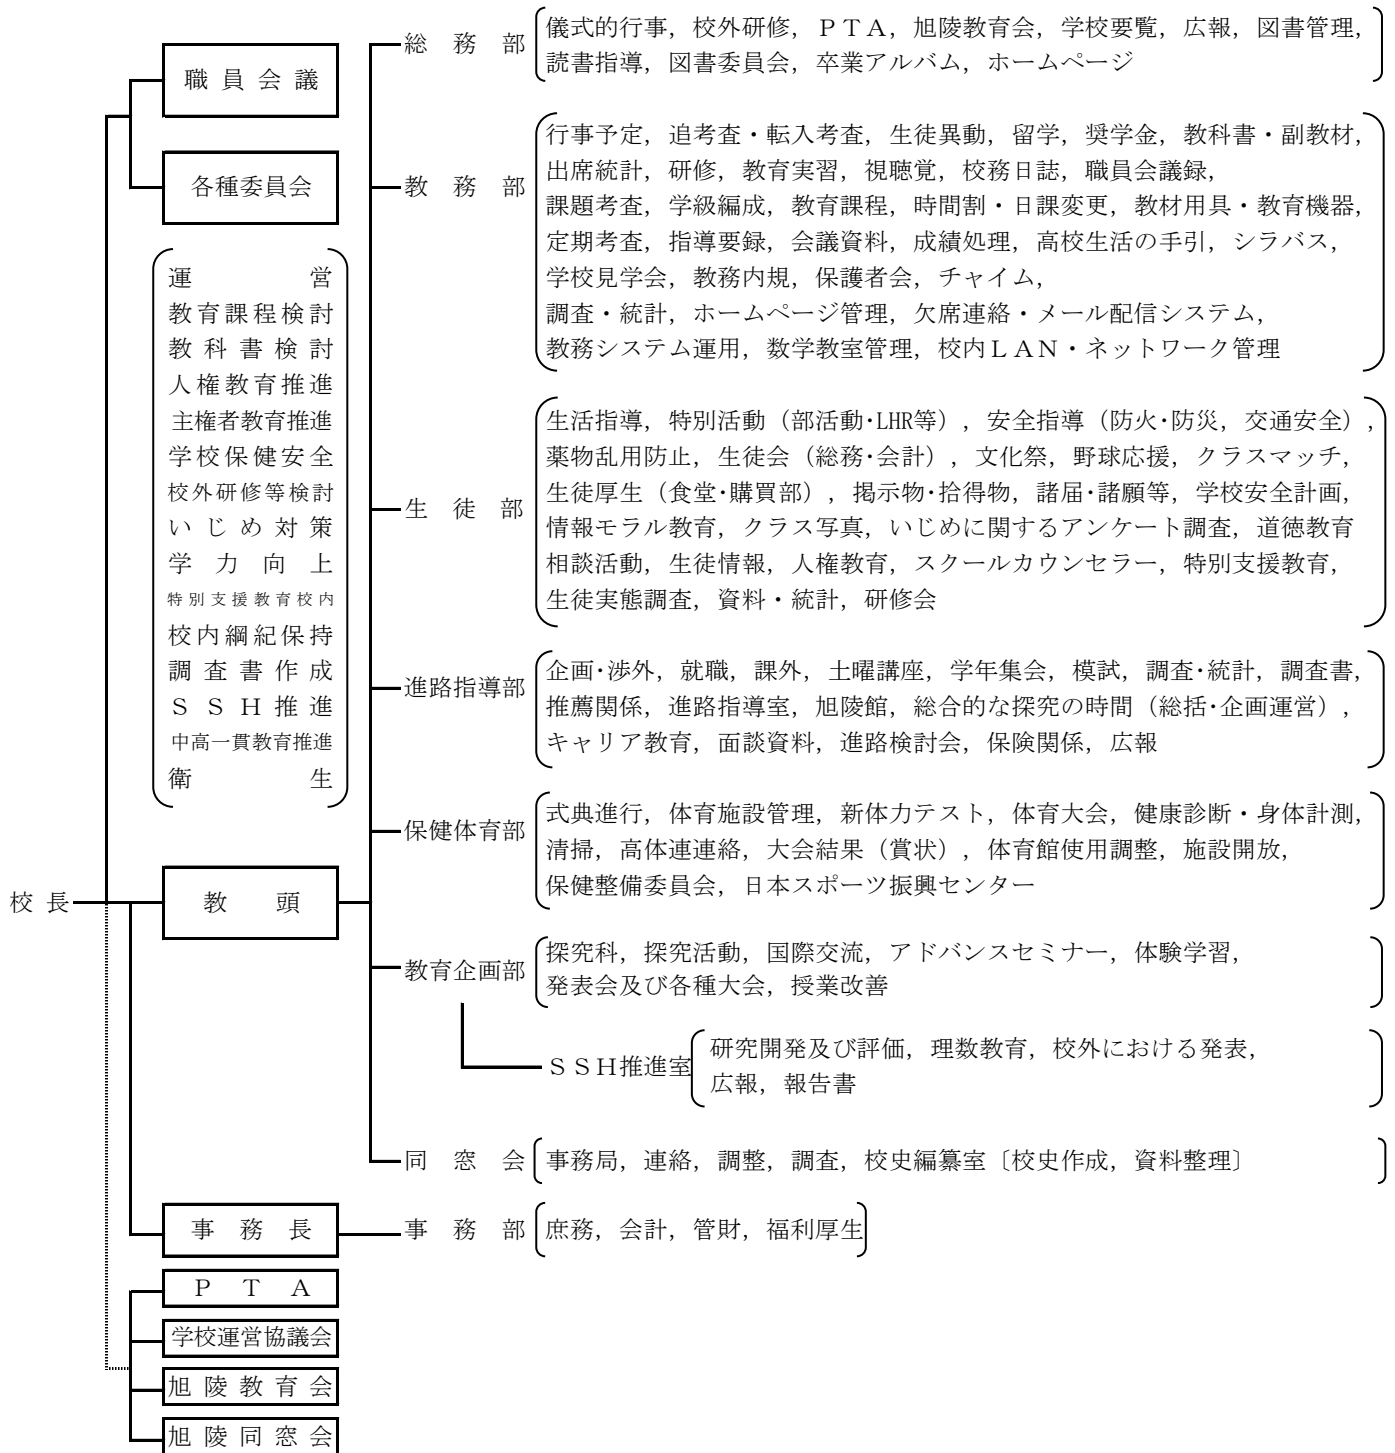 総務部
儀式的行事，校外研修，ＰＴＡ，旭陵教育会，学校要覧，広報，図書管理，
読書指導，図書委員会，卒業アルバム，ホームページ
職員会議
各種委員会
教務部
行事予定，追考査・転入考査，生徒異動，留学，奨学金，教科書・副教材，
出席統計，研修，教育実習，視聴覚，校務日誌，職員会議録，
課題考査，学級編成，教育課程，時間割・日課変更，教材用具・教育機器，
定期考査，指導要録，会議資料，成績処理，高校生活の手引，シラバス，
学校見学会，教務内規，保護者会，チャイム，
調査・統計，ホームページ管理，欠席連絡・メール配信システム，
教務システム運用，数学教室管理，校内ＬＡＮ・ネットワーク管理
運営
教育課程検討
教科書検討
人権教育推進
主権者教育推進
学校保健安全
校外研修等検討
いじめ対策
学力向上
特別支援教育校内
校内綱紀保持
調査書作成
ＳＳＨ推進
中高一貫教育推進
衛生
生徒部
生活指導，特別活動（部活動･LHR等），安全指導（防火･防災，交通安全），
薬物乱用防止，生徒会（総務･会計），文化祭，野球応援，クラスマッチ，
生徒厚生（食堂･購買部），掲示物･拾得物，諸届･諸願等，学校安全計画，
情報モラル教育，クラス写真，いじめに関するアンケート調査，道徳教育
相談活動，生徒情報，人権教育，スクールカウンセラー，特別支援教育，
生徒実態調査，資料・統計，研修会
進路指導部
企画･渉外，就職，課外，土曜講座，学年集会，模試，調査･統計，調査書，
推薦関係，進路指導室，旭陵館，総合的な探究の時間（総括･企画運営），
キャリア教育，面談資料，進路検討会，保険関係，広報
保健体育部
式典進行，体育施設管理，新体力テスト，体育大会，健康診断・身体計測，
清掃，高体連連絡，大会結果（賞状），体育館使用調整，施設開放，
保健整備委員会，日本スポーツ振興センター
校長
教頭
教育企画部
探究科，探究活動，国際交流，アドバンスセミナー，体験学習，
発表会及び各種大会，授業改善
ＳＳＨ推進室
研究開発及び評価，理数教育，校外における発表，
広報，報告書
同窓会
事務局，連絡，調整，調査，校史編纂室〔校史作成，資料整理〕
事務長
事務部
庶務，会計，管財，福利厚生
ＰＴＡ
学校運営協議会
旭陵教育会
旭陵同窓会